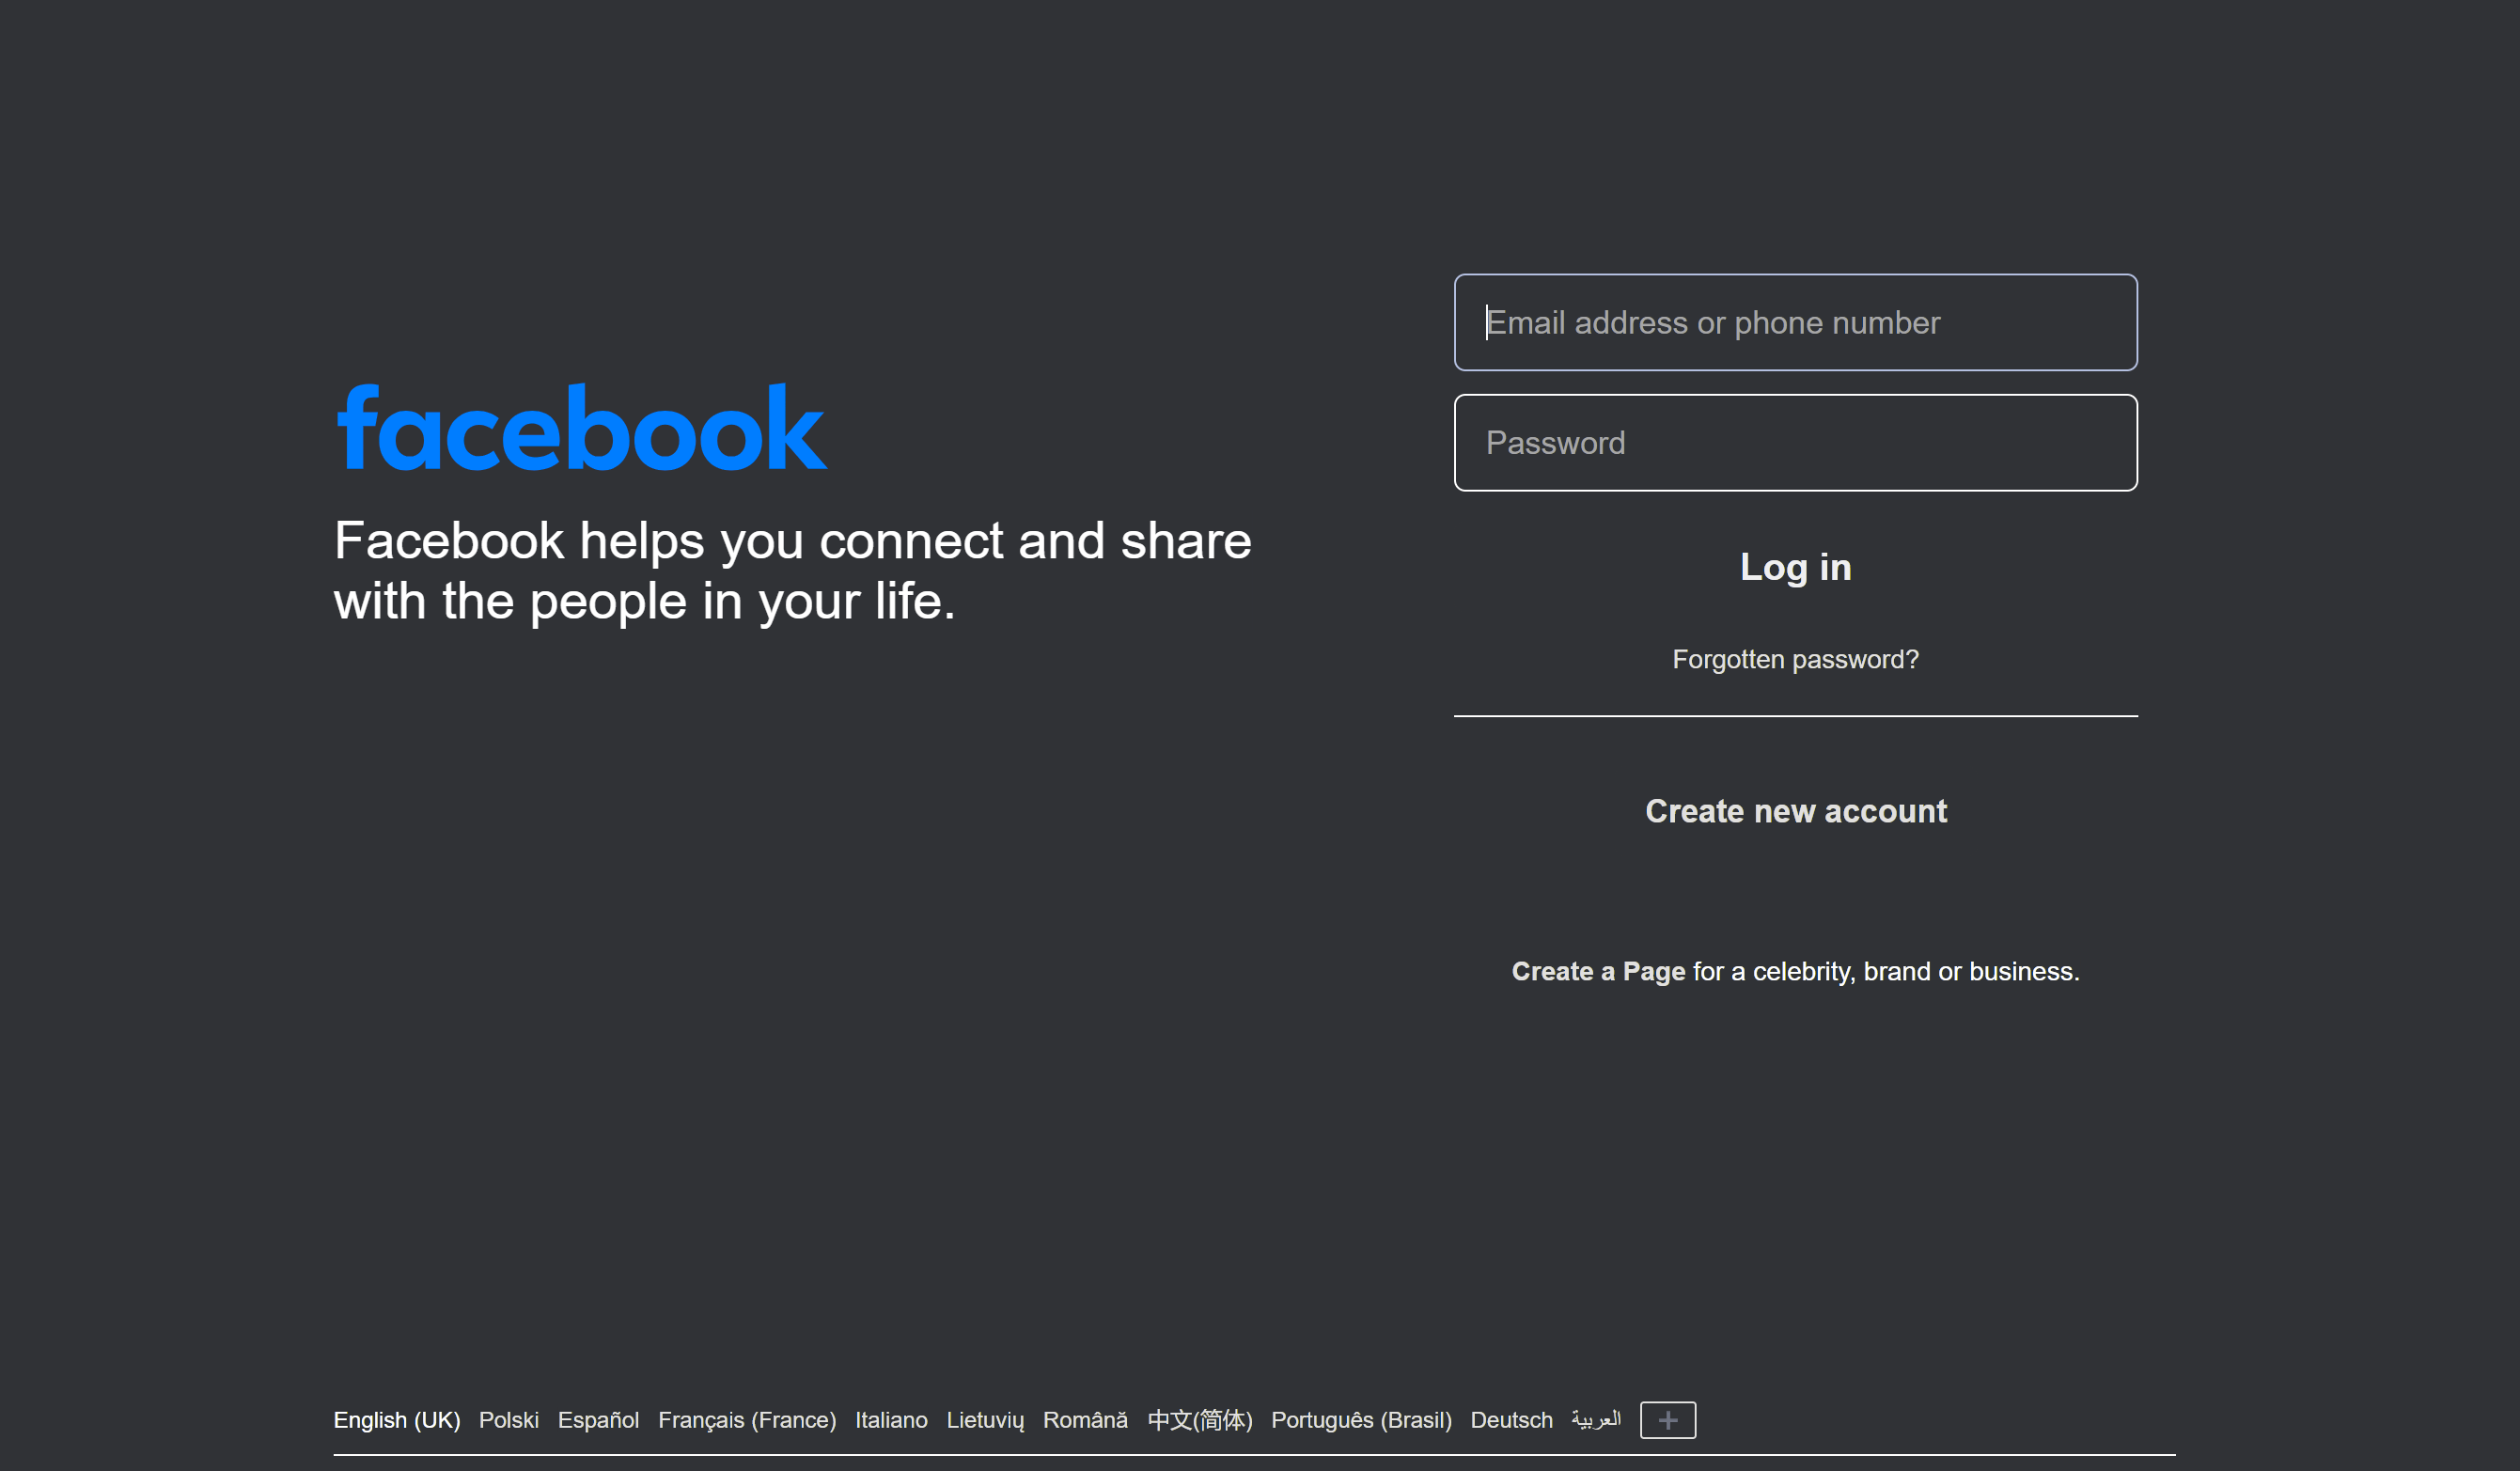 facebook
Facebook helps you connect and share
with the people in your life.
Email address or phone number
Password
Log in
Forgotten password?
Create new account
Create a Page for a celebrity, brand or business.
English (UK) Polski Español Français (France) Italiano Lietuvių Română 中文(简体) Português (Brasil) Deutsch العربية +